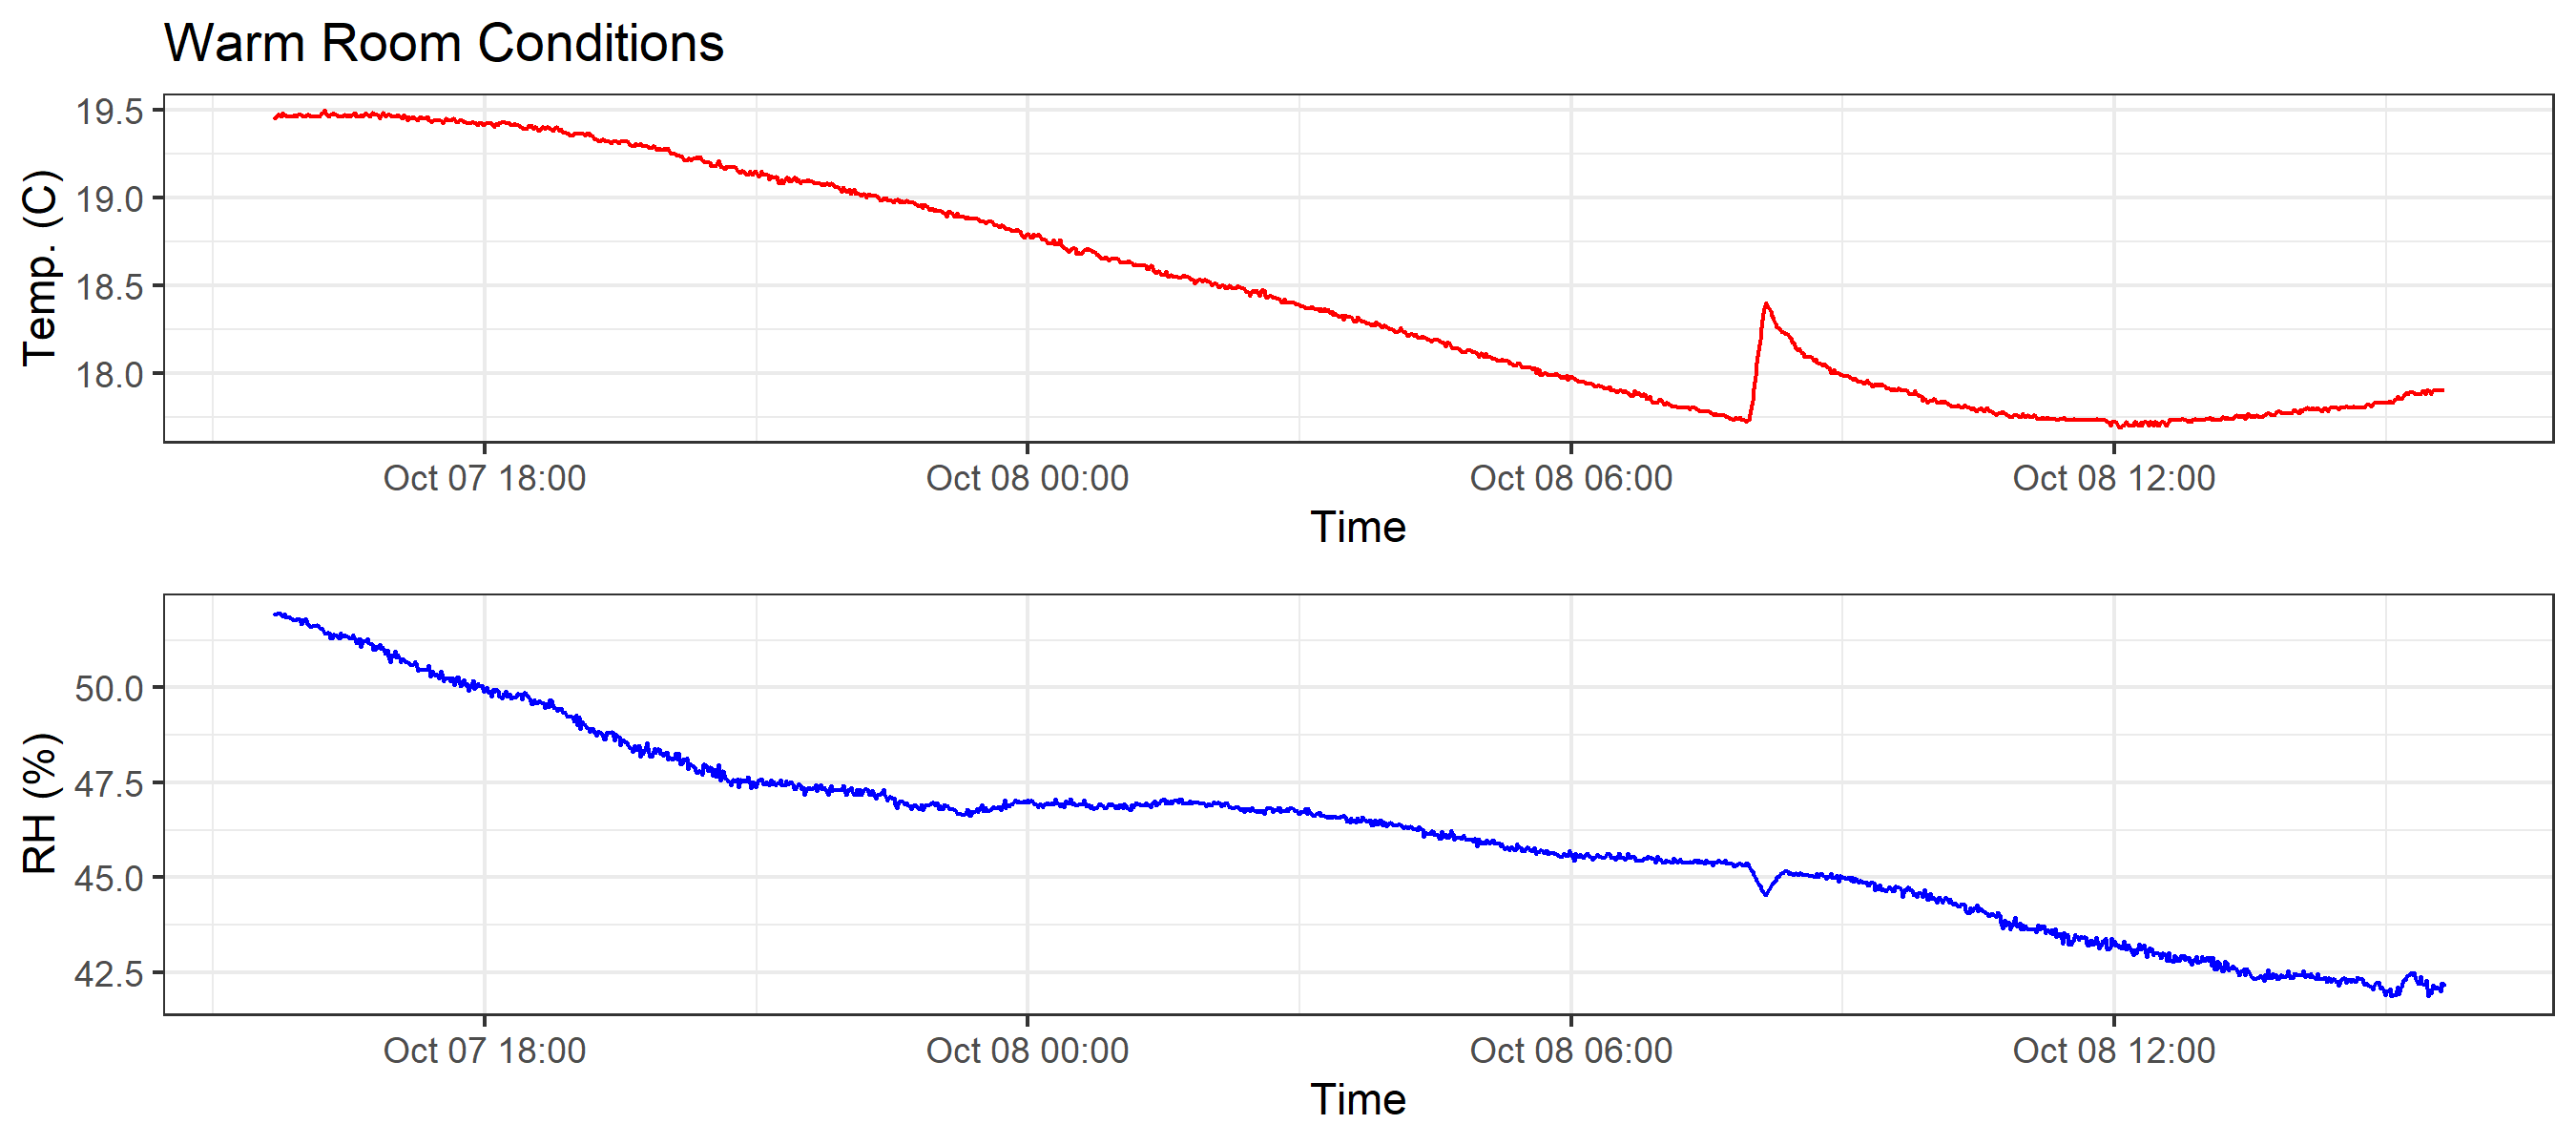 Warm Room Conditions
Temp. (C)
19.5
19.0
18.5
18.0
Oct 07 18:00 Oct 08 00:00 Oct 08 06:00 Oct 08 12:00
Time
RH (%)
50.0
47.5
45.0
42.5
Oct 07 18:00 Oct 08 00:00 Oct 08 06:00 Oct 08 12:00
Time